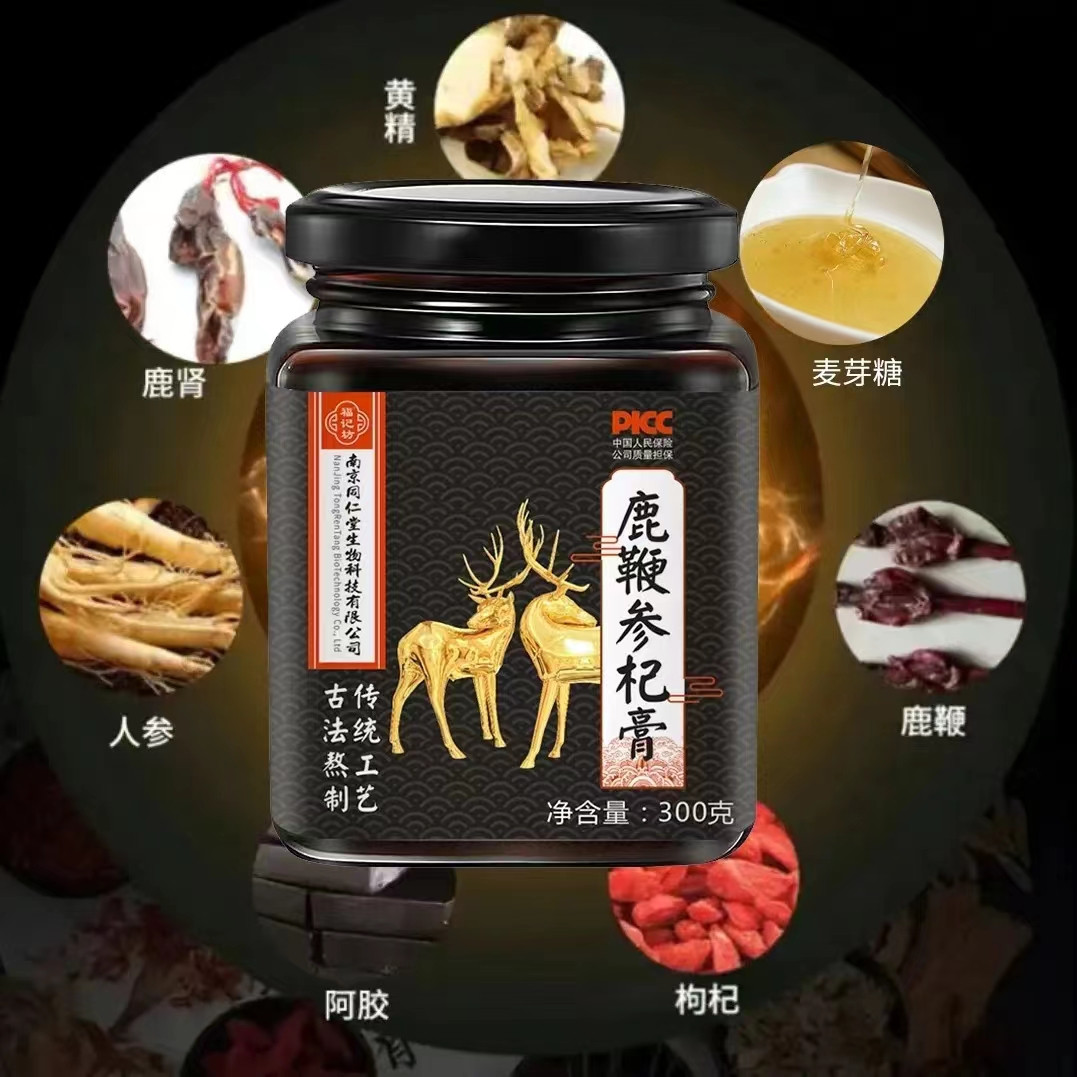 黄精
鹿肾
麦芽糖
福记坊
南京同仁堂生物科技有限公司
NanJing TongRenTang BioTechnology Co., Ltd
PICC
中国人民保险
公司质量担保
鹿鞭参杞膏
传统工艺
古法熬制
净含量：300克
人参
鹿鞭
阿胶
枸杞